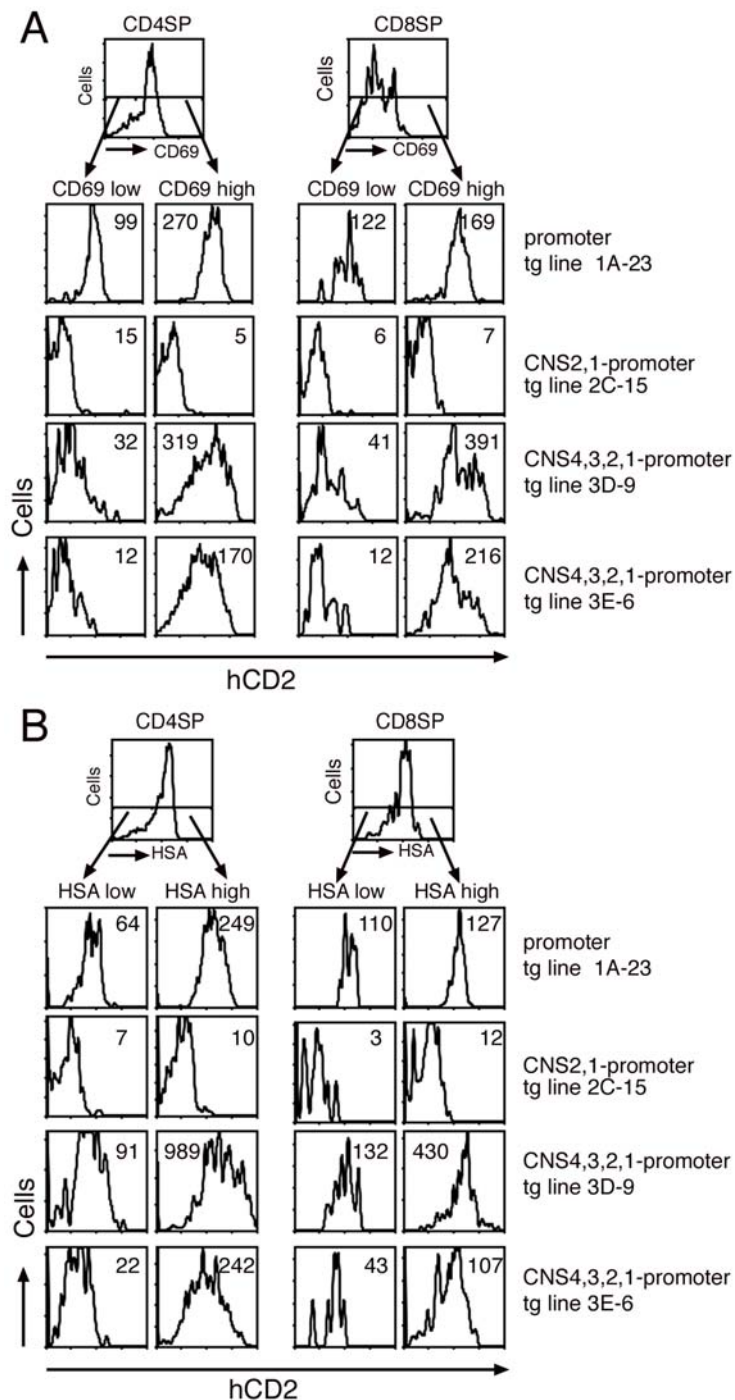 A
CD4SP CD8SP
Cells Cells
CD69 CD69
CD69 low CD69 high CD69 low CD69 high
99 270 122 169
promoter
tg line 1A-23
15 5 6 7
CNS2,1-promoter
tg line 2C-15
32 319 41 391
CNS4,3,2,1-promoter
tg line 3D-9
12 170 12 216
CNS4,3,2,1-promoter
tg line 3E-6
Cells
hCD2
B
CD4SP CD8SP
Cells Cells
HSA HSA
HSA low HSA high HSA low HSA high
64 249 110 127
promoter
tg line 1A-23
7 10 3 12
CNS2,1-promoter
tg line 2C-15
91 989 132 430
CNS4,3,2,1-promoter
tg line 3D-9
22 242 43 107
CNS4,3,2,1-promoter
tg line 3E-6
Cells
hCD2